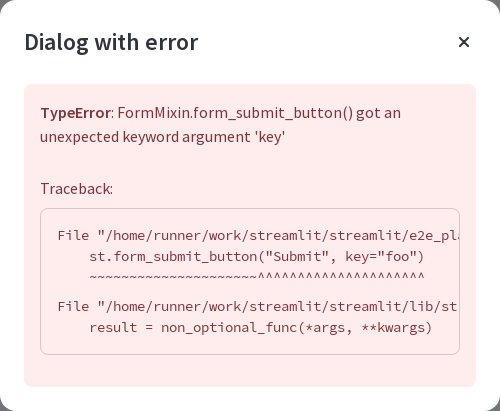 Dialog with error
TypeError: FormMixin.form_submit_button() got an
unexpected keyword argument 'key'
Traceback:
File "/home/runner/work/streamlit/streamlit/e2e_pla
st.form_submit_button("Submit", key="foo")
~~~~~~~~~~~~~~~~~~~~~^^^^^^^^^^^^^^^^^^^^^
File "/home/runner/work/streamlit/streamlit/lib/st
result = non_optional_func(*args, **kwargs)